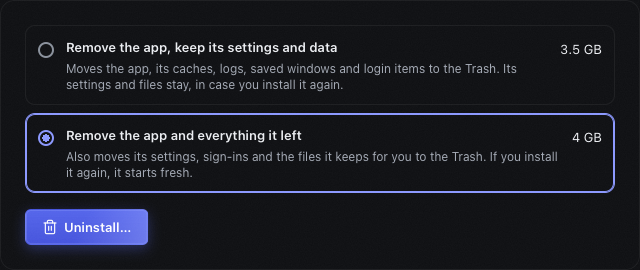 Remove the app, keep its settings and data
3.5 GB
Moves the app, its caches, logs, saved windows and login items to the Trash. Its
settings and files stay, in case you install it again.
Remove the app and everything it left
4 GB
Also moves its settings, sign-ins and the files it keeps for you to the Trash. If you install
it again, it starts fresh.
Uninstall...